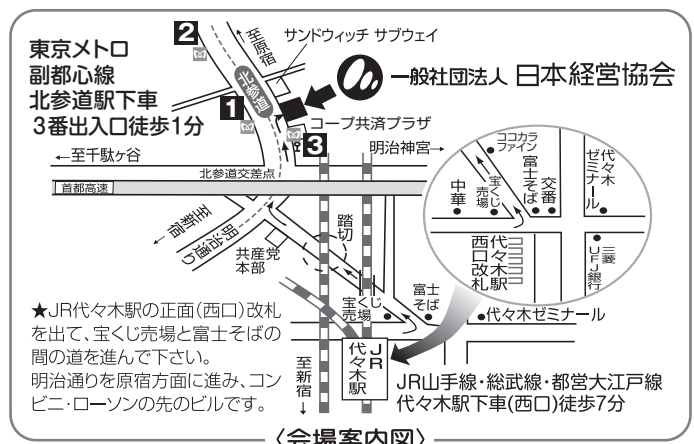 東京メトロ
副都心線
北参道駅下車
3番出入口徒歩1分
2
至原宿
サンドウィッチ サブウェイ
北参道
一般社団法人 日本経営協会
1
コープ共済プラザ
3
←至千駄ヶ谷
明治神宮→
北参道交差点
首都高速
至新宿
明治通り
共産党
本部
踏切
宝くじ
売場
富士
そば
代々木ゼミナール
JR
代々木駅
至新宿
↓
ココカラ
ファイン
中華
宝くじ
売場
富士そば
交番
代々木
ゼミナール
代々木駅
西口改札
三菱
UFJ銀行
★JR代々木駅の正面(西口)改札
を出て、宝くじ売場と富士そばの
間の道を進んで下さい。
明治通りを原宿方面に進み、コン
ビニ・ローソンの先のビルです。
JR山手線・総武線・都営大江戸線
代々木駅下車(西口)徒歩7分
〈会場案内図〉